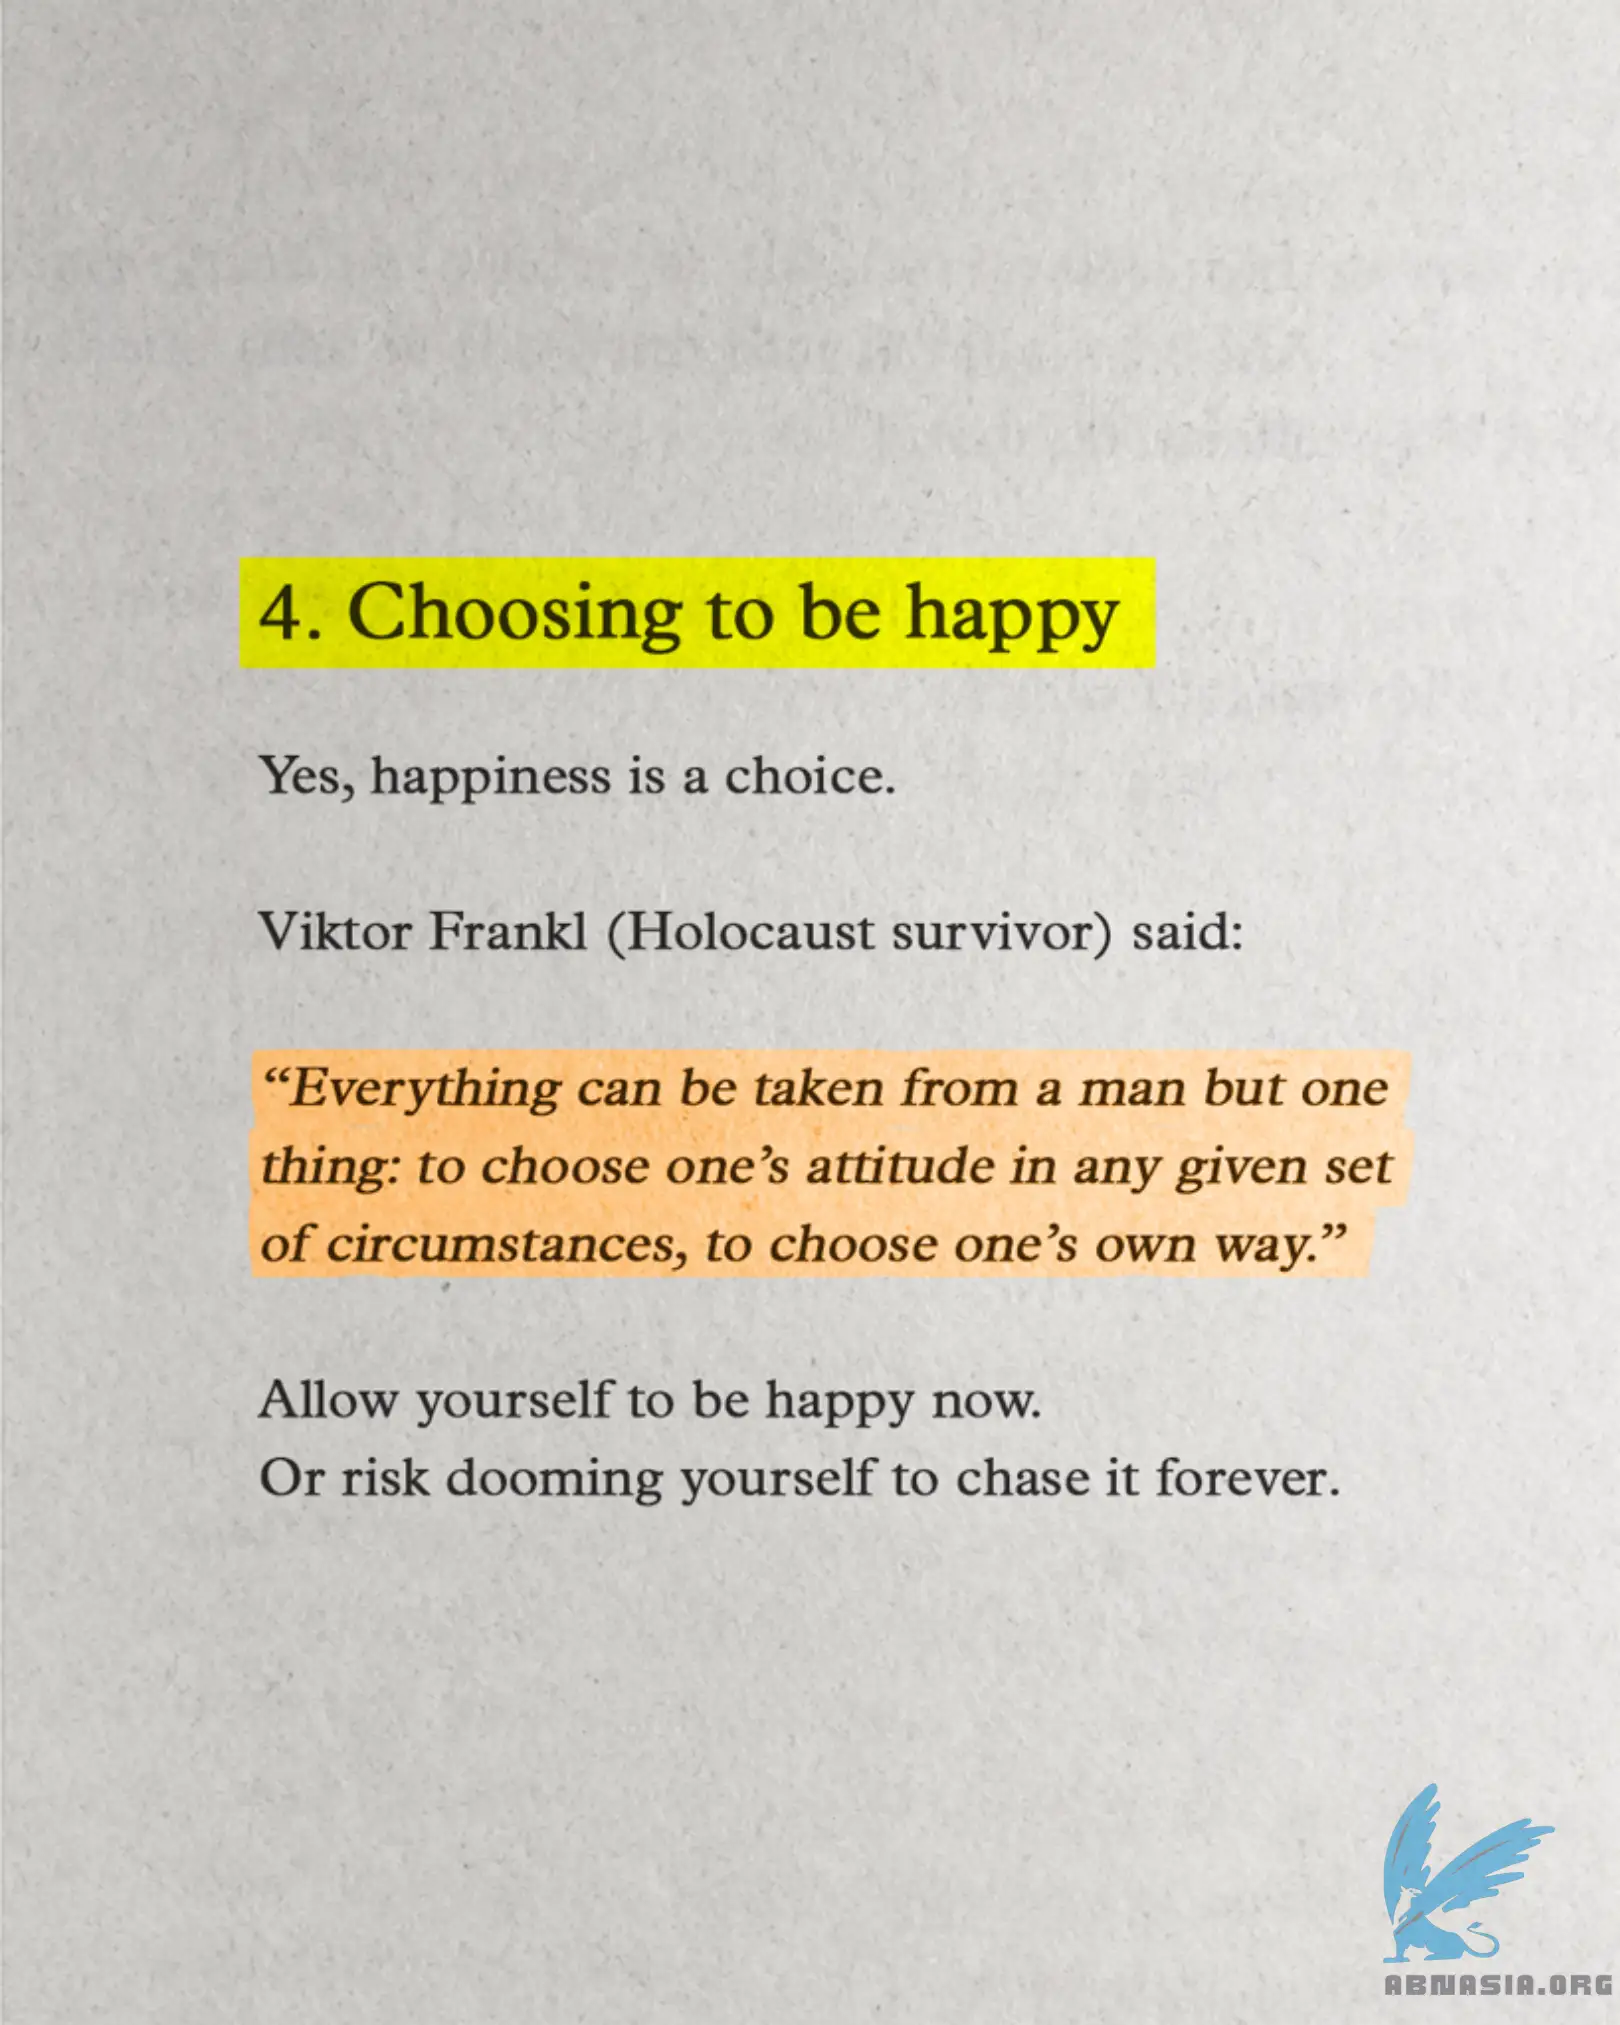 4. Choosing to be happy
Yes, happiness is a choice.
Viktor Frankl (Holocaust survivor) said:
“Everything can be taken from a man but one
thing: to choose one’s attitude in any given set
of circumstances, to choose one’s own way.”
Allow yourself to be happy now.
Or risk dooming yourself to chase it forever.
ABNASIA.ORG